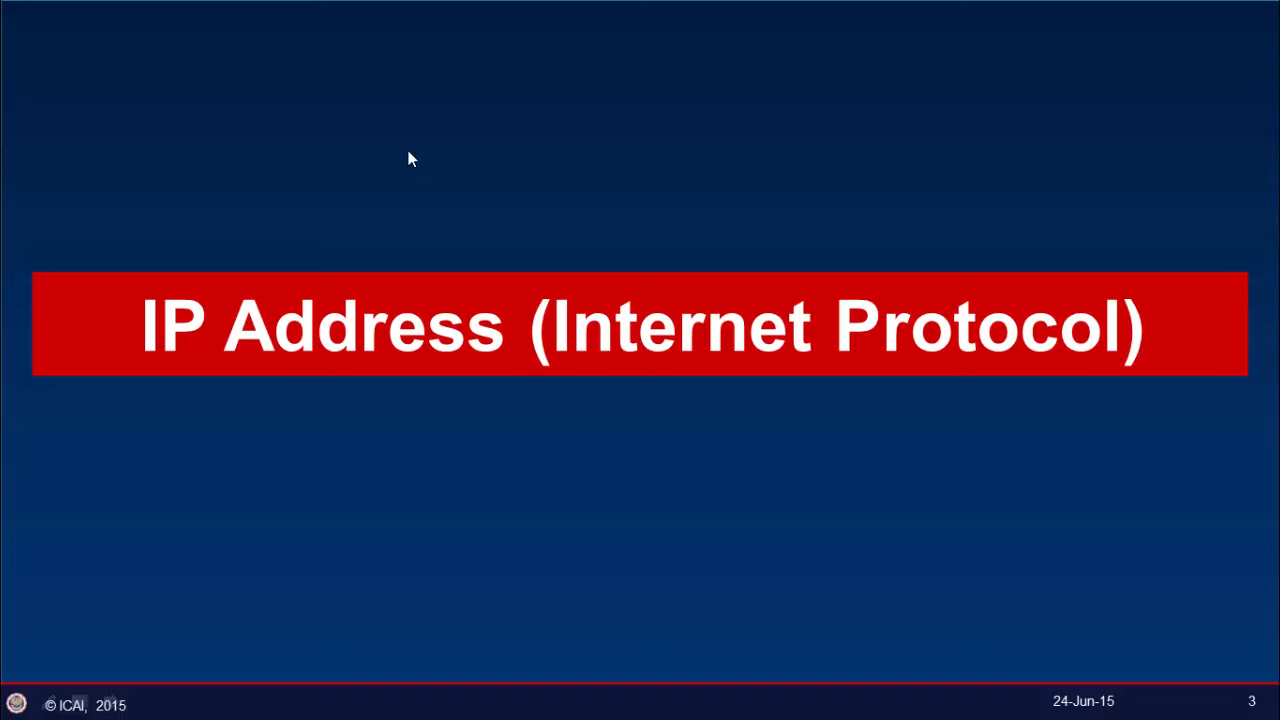 IP Address (Internet Protocol)
© ICAI, 2015
24-Jun-15
3